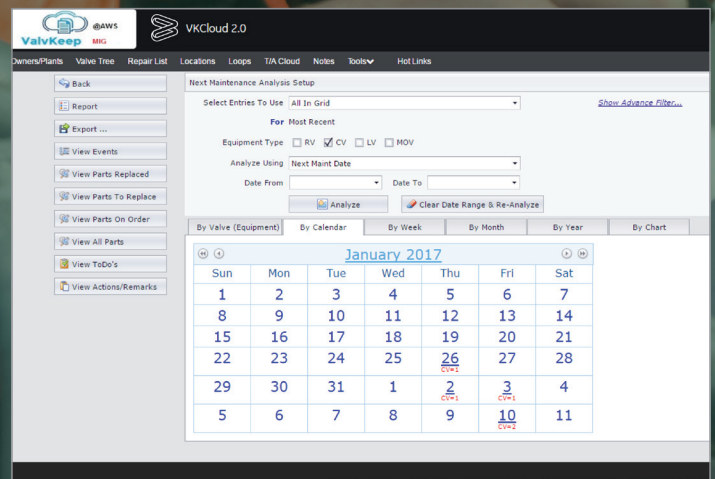 @AWS
ValvKeep MIG
VKCloud 2.0
Owners/Plants Valve Tree Repair List Locations Loops T/A Cloud Notes Tools Hot Links
Back
Report
Export ...
View Events
View Parts Replaced
View Parts To Replace
View Parts On Order
View All Parts
View ToDo's
View Actions/Remarks
Next Maintenance Analysis Setup
Select Entries To Use All In Grid Show Advance Filter...
For Most Recent
Equipment Type RV CV LV MOV
Analyze Using Next Maint Date
Date From Date To
Analyze Clear Date Range & Re-Analyze
By Valve (Equipment) By Calendar By Week By Month By Year By Chart
January 2017
Sun Mon Tue Wed Thu Fri Sat
1 2 3 4 5 6 7
8 9 10 11 12 13 14
15 16 17 18 19 20 21
22 23 24 25 26 27 28
CV=1
29 30 31 1 2 3 4
CV=1 CV=1
5 6 7 8 9 10 11
CV=2